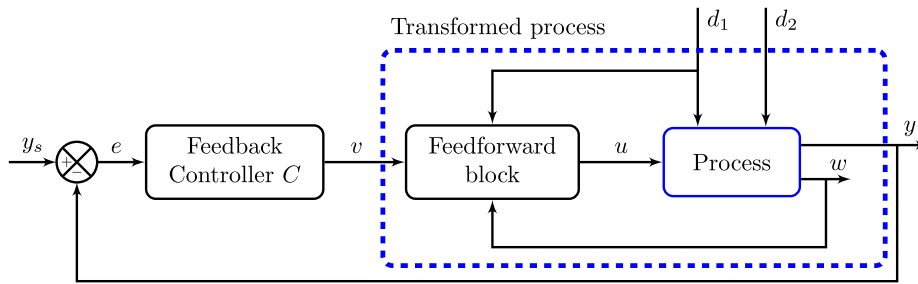 Transformed process
d₁
d₂
yₛ
+
−
e
Feedback
Controller C
v
Feedforward
block
u
Process
y
w